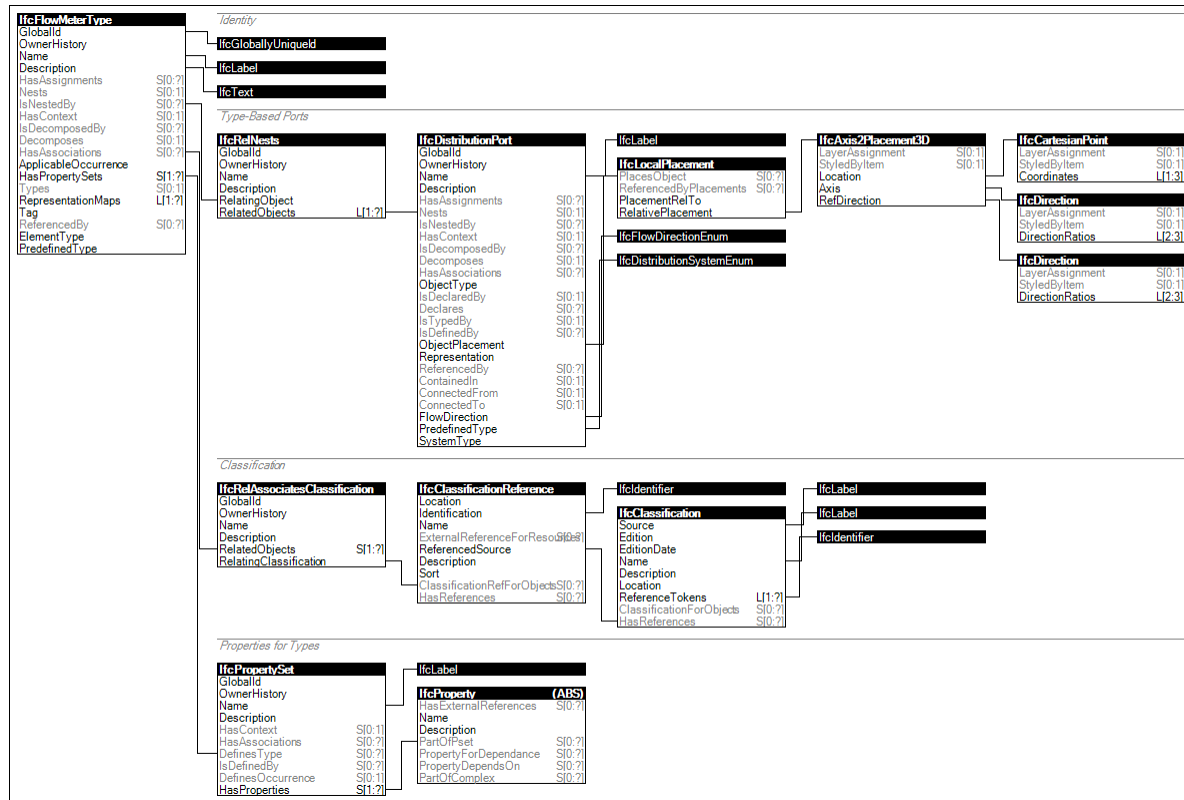 IfcFlowMeterType
GlobalId
OwnerHistory
Name
Description
HasAssignments S[0:?]
Nests S[0:1]
IsNestedBy S[0:?]
HasContext S[0:1]
IsDecomposedBy S[0:?]
Decomposes S[0:1]
HasAssociations S[0:?]
ApplicableOccurrence
HasPropertySets S[1:?]
Types S[0:1]
RepresentationMaps L[1:?]
Tag
ReferencedBy S[0:?]
ElementType
PredefinedType
Identity
IfcGloballyUniqueId
IfcLabel
IfcText
Type-Based Ports
IfcRelNests
GlobalId
OwnerHistory
Name
Description
RelatingObject
RelatedObjects L[1:?]
IfcDistributionPort
GlobalId
OwnerHistory
Name
Description
HasAssignments S[0:?]
Nests S[0:1]
IsNestedBy S[0:?]
HasContext S[0:1]
IsDecomposedBy S[0:?]
Decomposes S[0:1]
HasAssociations S[0:?]
ObjectType
IsDeclaredBy S[0:1]
Declares S[0:?]
IsTypedBy S[0:1]
IsDefinedBy S[0:?]
ObjectPlacement
Representation
ReferencedBy S[0:?]
ContainedIn S[0:1]
ConnectedFrom S[0:1]
ConnectedTo S[0:1]
FlowDirection
PredefinedType
SystemType
IfcLabel
IfcLocalPlacement
PlacesObject S[0:?]
ReferencedByPlacements S[0:?]
PlacementRelTo
RelativePlacement
IfcFlowDirectionEnum
IfcDistributionSystemEnum
IfcAxis2Placement3D
LayerAssignment S[0:1]
StyledByItem S[0:1]
Location
Axis
RefDirection
IfcCartesianPoint
LayerAssignment S[0:1]
StyledByItem S[0:1]
Coordinates L[1:3]
IfcDirection
LayerAssignment S[0:1]
StyledByItem S[0:1]
DirectionRatios L[2:3]
IfcDirection
LayerAssignment S[0:1]
StyledByItem S[0:1]
DirectionRatios L[2:3]
Classification
IfcRelAssociatesClassification
GlobalId
OwnerHistory
Name
Description
RelatedObjects S[1:?]
RelatingClassification
IfcClassificationReference
Location
Identification
Name
ExternalReferenceForResources S[0:?]
ReferencedSource
Description
Sort
ClassificationRefForObjects S[0:?]
HasReferences S[0:?]
IfcIdentifier
IfcClassification
Source
Edition
EditionDate
Name
Description
Location
ReferenceTokens L[1:?]
ClassificationForObjects S[0:?]
HasReferences S[0:?]
IfcLabel
IfcLabel
IfcIdentifier
Properties for Types
IfcPropertySet
GlobalId
OwnerHistory
Name
Description
HasContext S[0:1]
HasAssociations S[0:?]
DefinesType S[0:?]
IsDefinedBy S[0:?]
DefinesOccurrence S[0:1]
HasProperties S[1:?]
IfcLabel
IfcProperty (ABS)
HasExternalReferences S[0:?]
Name
Description
PartOfPset S[0:?]
PropertyForDependance S[0:?]
PropertyDependsOn S[0:?]
PartOfComplex S[0:?]